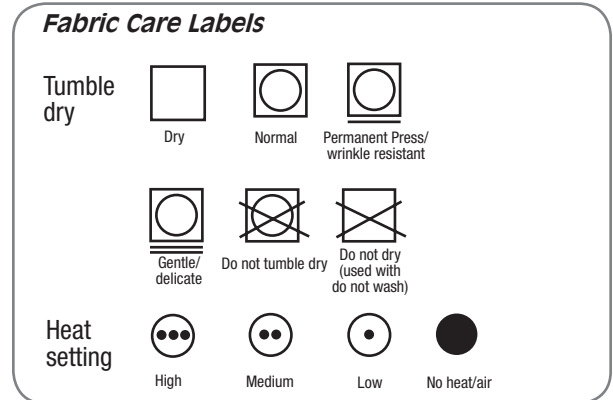 Fabric Care Labels
Tumble
dry
Dry
Normal
Permanent Press/
wrinkle resistant
Gentle/
delicate
Do not tumble dry
Do not dry
(used with
do not wash)
Heat
setting
High
Medium
Low
No heat/air